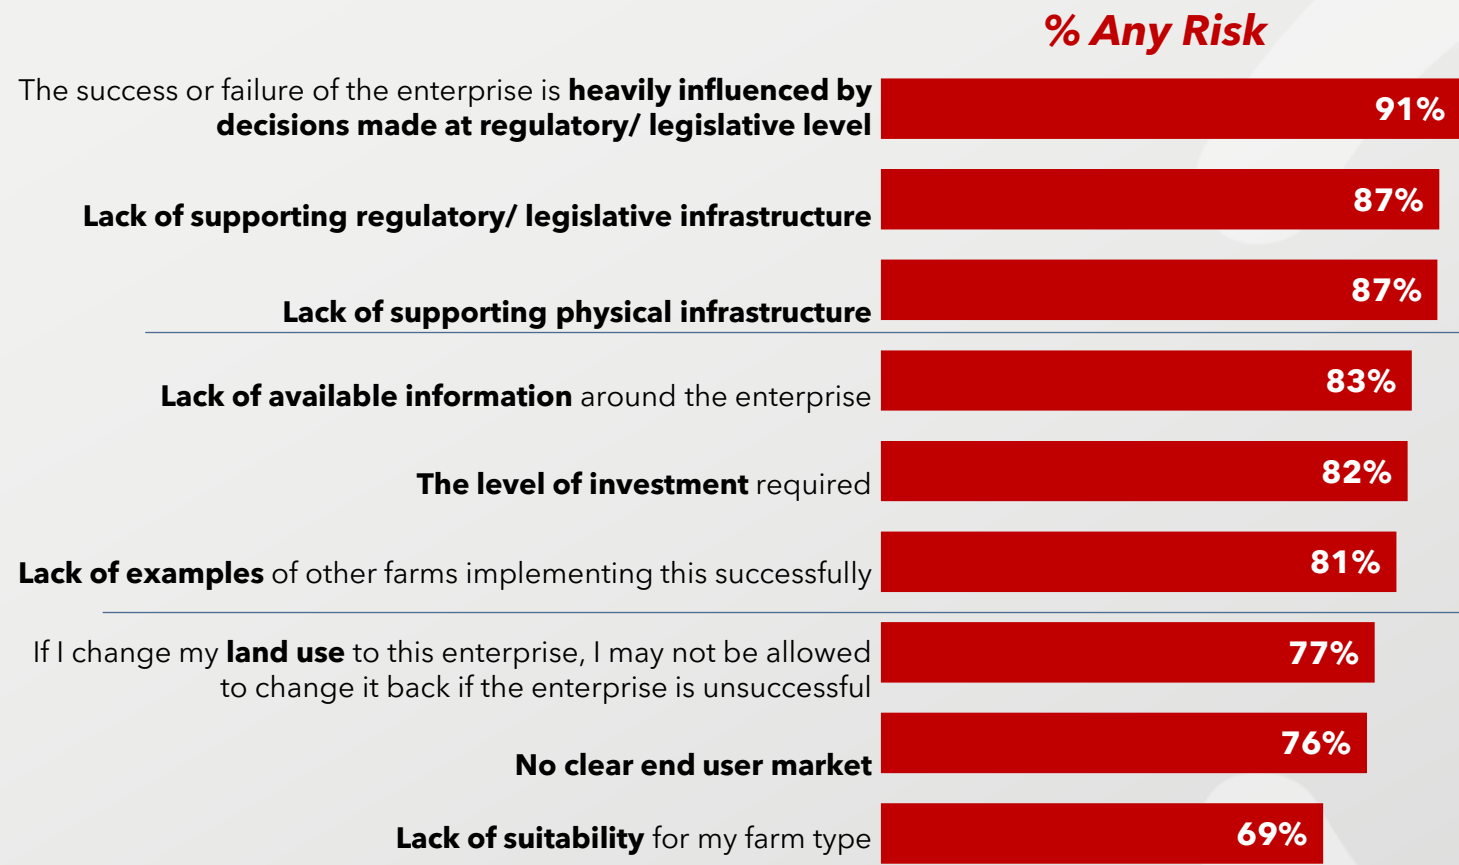 % Any Risk
The success or failure of the enterprise is heavily influenced by
decisions made at regulatory/ legislative level
91%
Lack of supporting regulatory/ legislative infrastructure
87%
Lack of supporting physical infrastructure
87%
Lack of available information around the enterprise
83%
The level of investment required
82%
Lack of examples of other farms implementing this successfully
81%
If I change my land use to this enterprise, I may not be allowed
to change it back if the enterprise is unsuccessful
77%
No clear end user market
76%
Lack of suitability for my farm type
69%